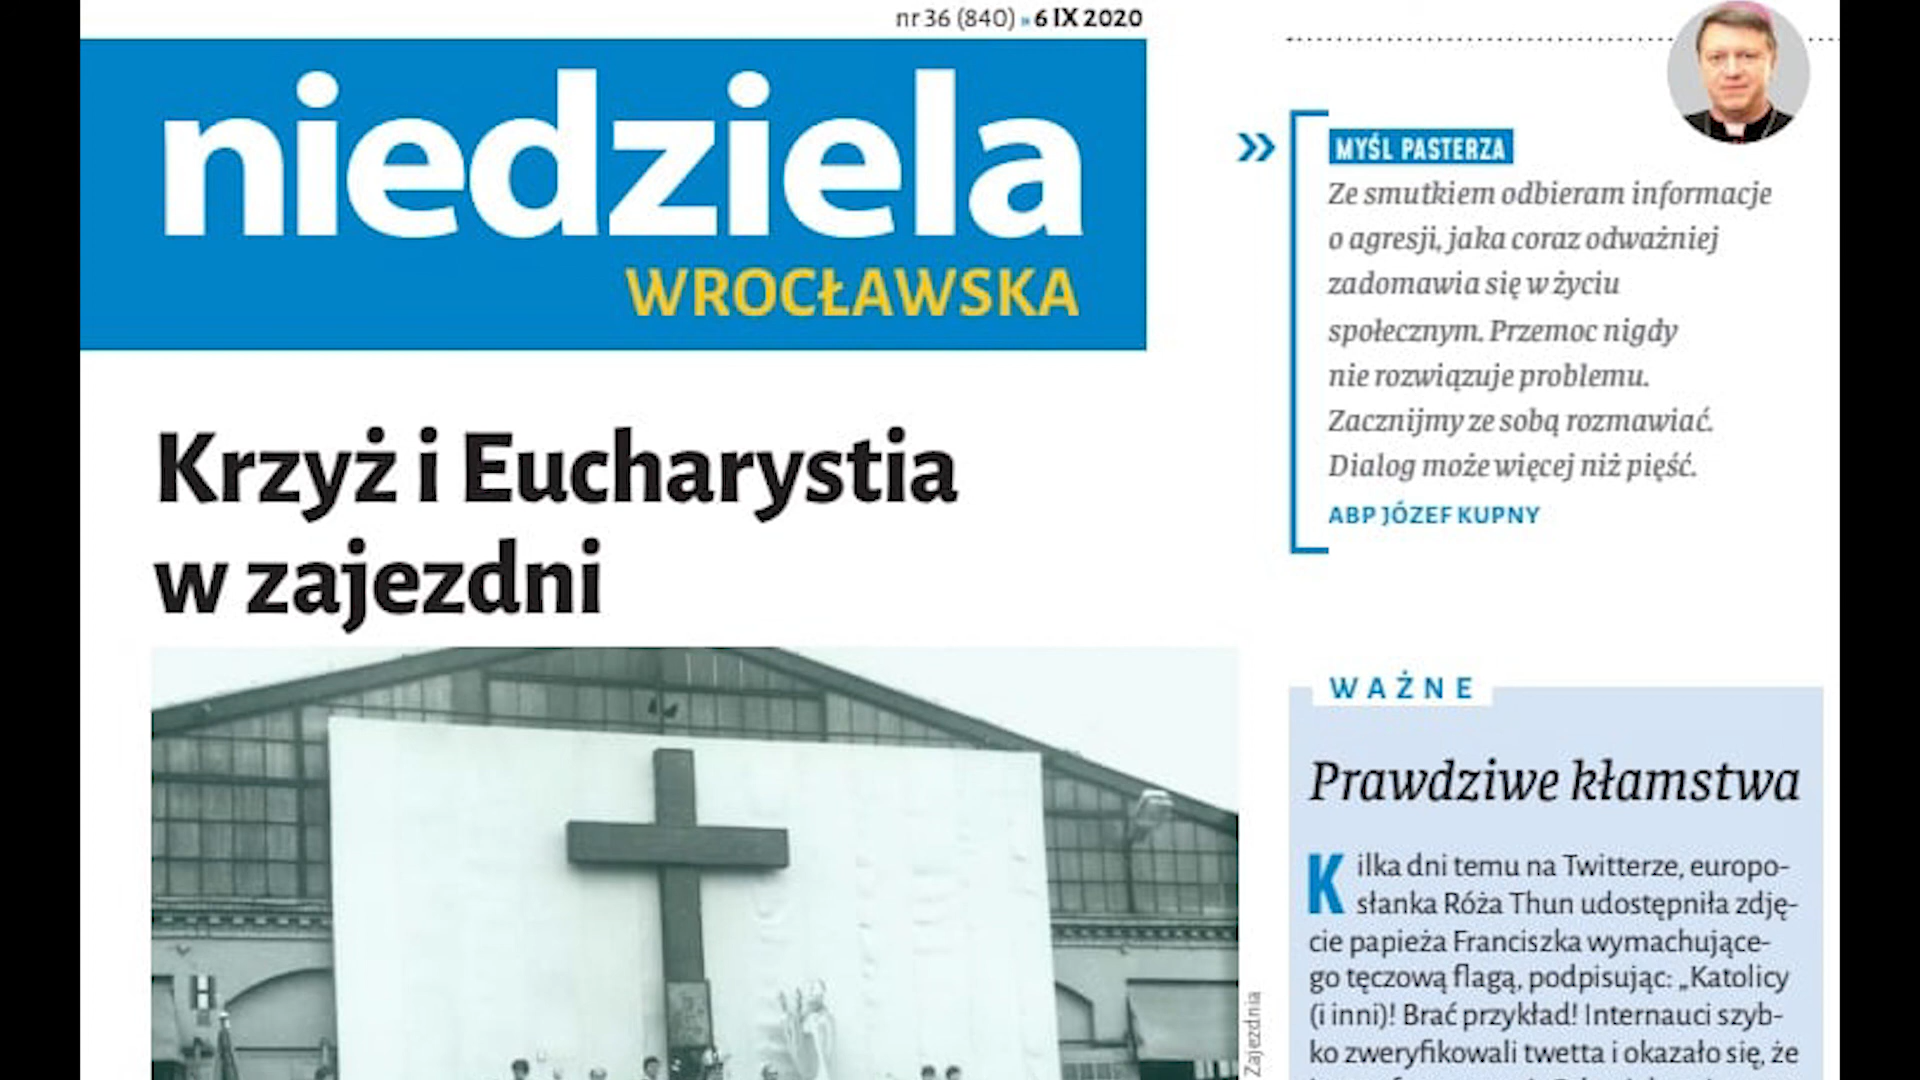 nr 36 (840) » 6 IX 2020
niedziela
WROCŁAWSKA
Krzyż i Eucharystia
w zajezdni
Zajezdnia
MYŚL PASTERZA
Ze smutkiem odbieram informacje
o agresji, jaka coraz odważniej
zadomawia się w życiu
społecznym. Przemoc nigdy
nie rozwiązuje problemu.
Zacznijmy ze sobą rozmawiać.
Dialog może więcej niż pięść.
ABP JÓZEF KUPNY
WAŻNE
Prawdziwe kłamstwa
Kilka dni temu na Twitterze, europo-
słanka Róża Thun udostępniła zdję-
cie papieża Franciszka wymachujące-
go tęczową flagą, podpisując: „Katolicy
(i inni)! Brać przykład! Internauci szyb-
ko zweryfikowali twetta i okazało się, że